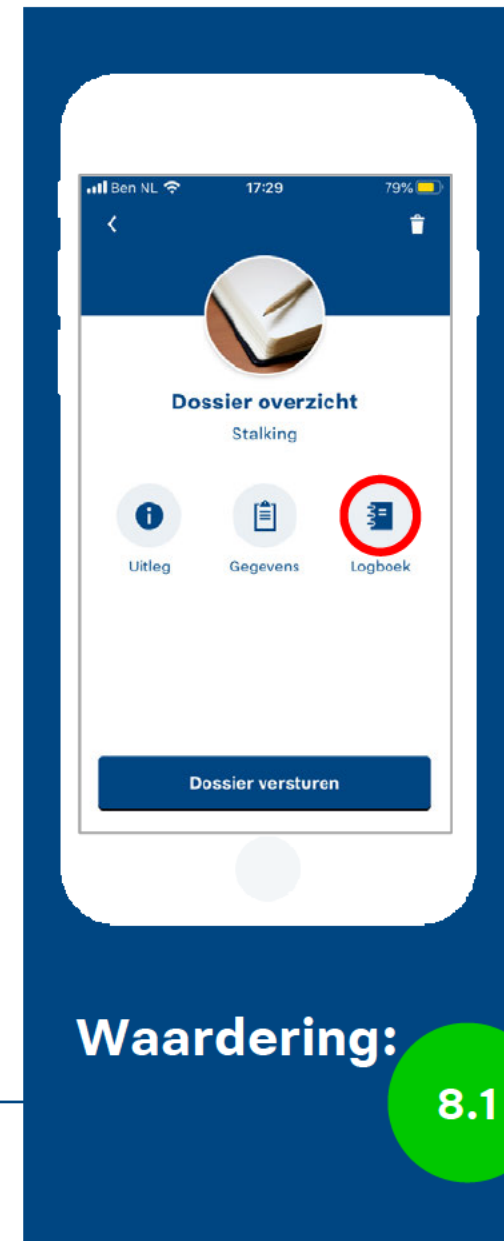 Ben NL 17:29 79%
Dossier overzicht
Stalking
Uitleg Gegevens Logboek
Dossier versturen
Waardering:
8.1